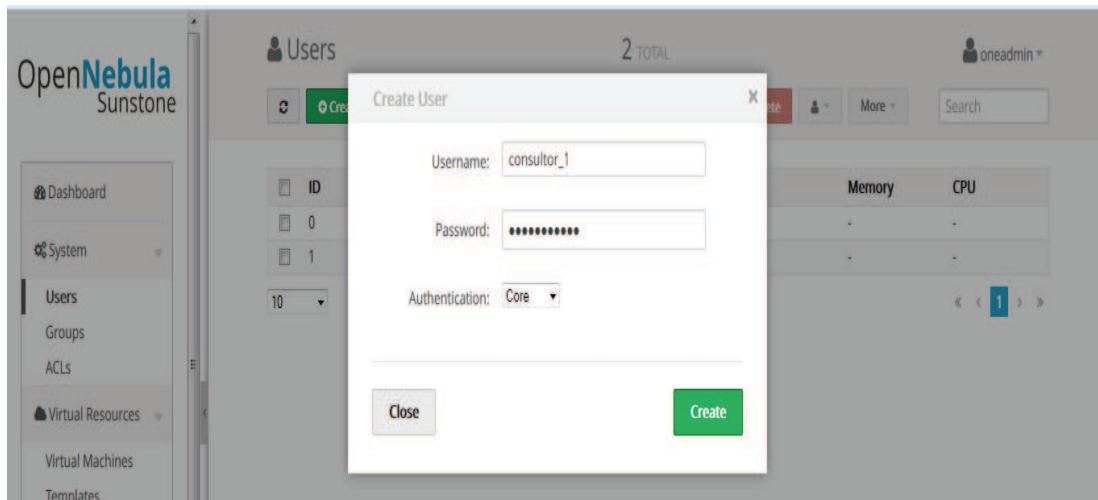 OpenNebula
Sunstone
Dashboard
System
Users
Groups
ACLs
Virtual Resources
Virtual Machines
Templates
Users
2 TOTAL
oneadmin
More
Search
ID
Memory
CPU
0
-
-
1
-
-
10
« ‹ 1 › »
Create User
x
Username: consultor_1
Password: •••••••••••
Authentication: Core
Close
Create